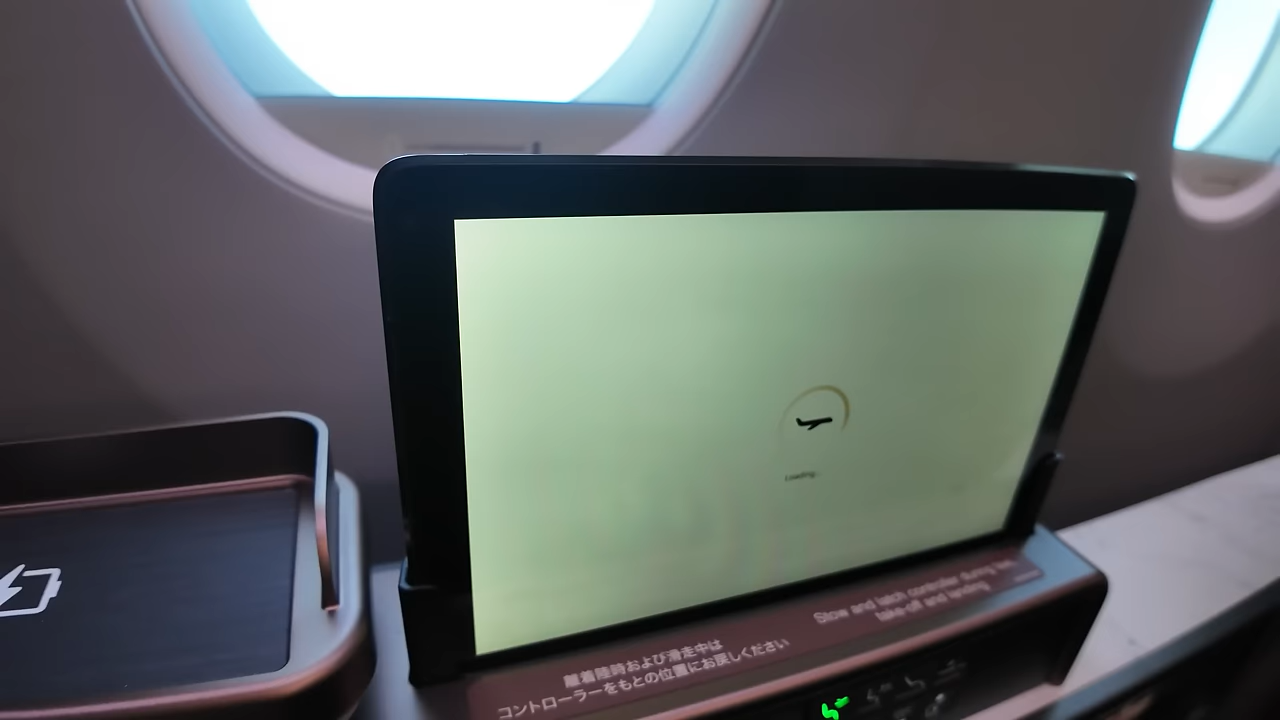 Loading...
離着陸時および滑走中は
コントローラーをもとの位置にお戻しください
Stow and latch controller during taxi,
take-off and landing